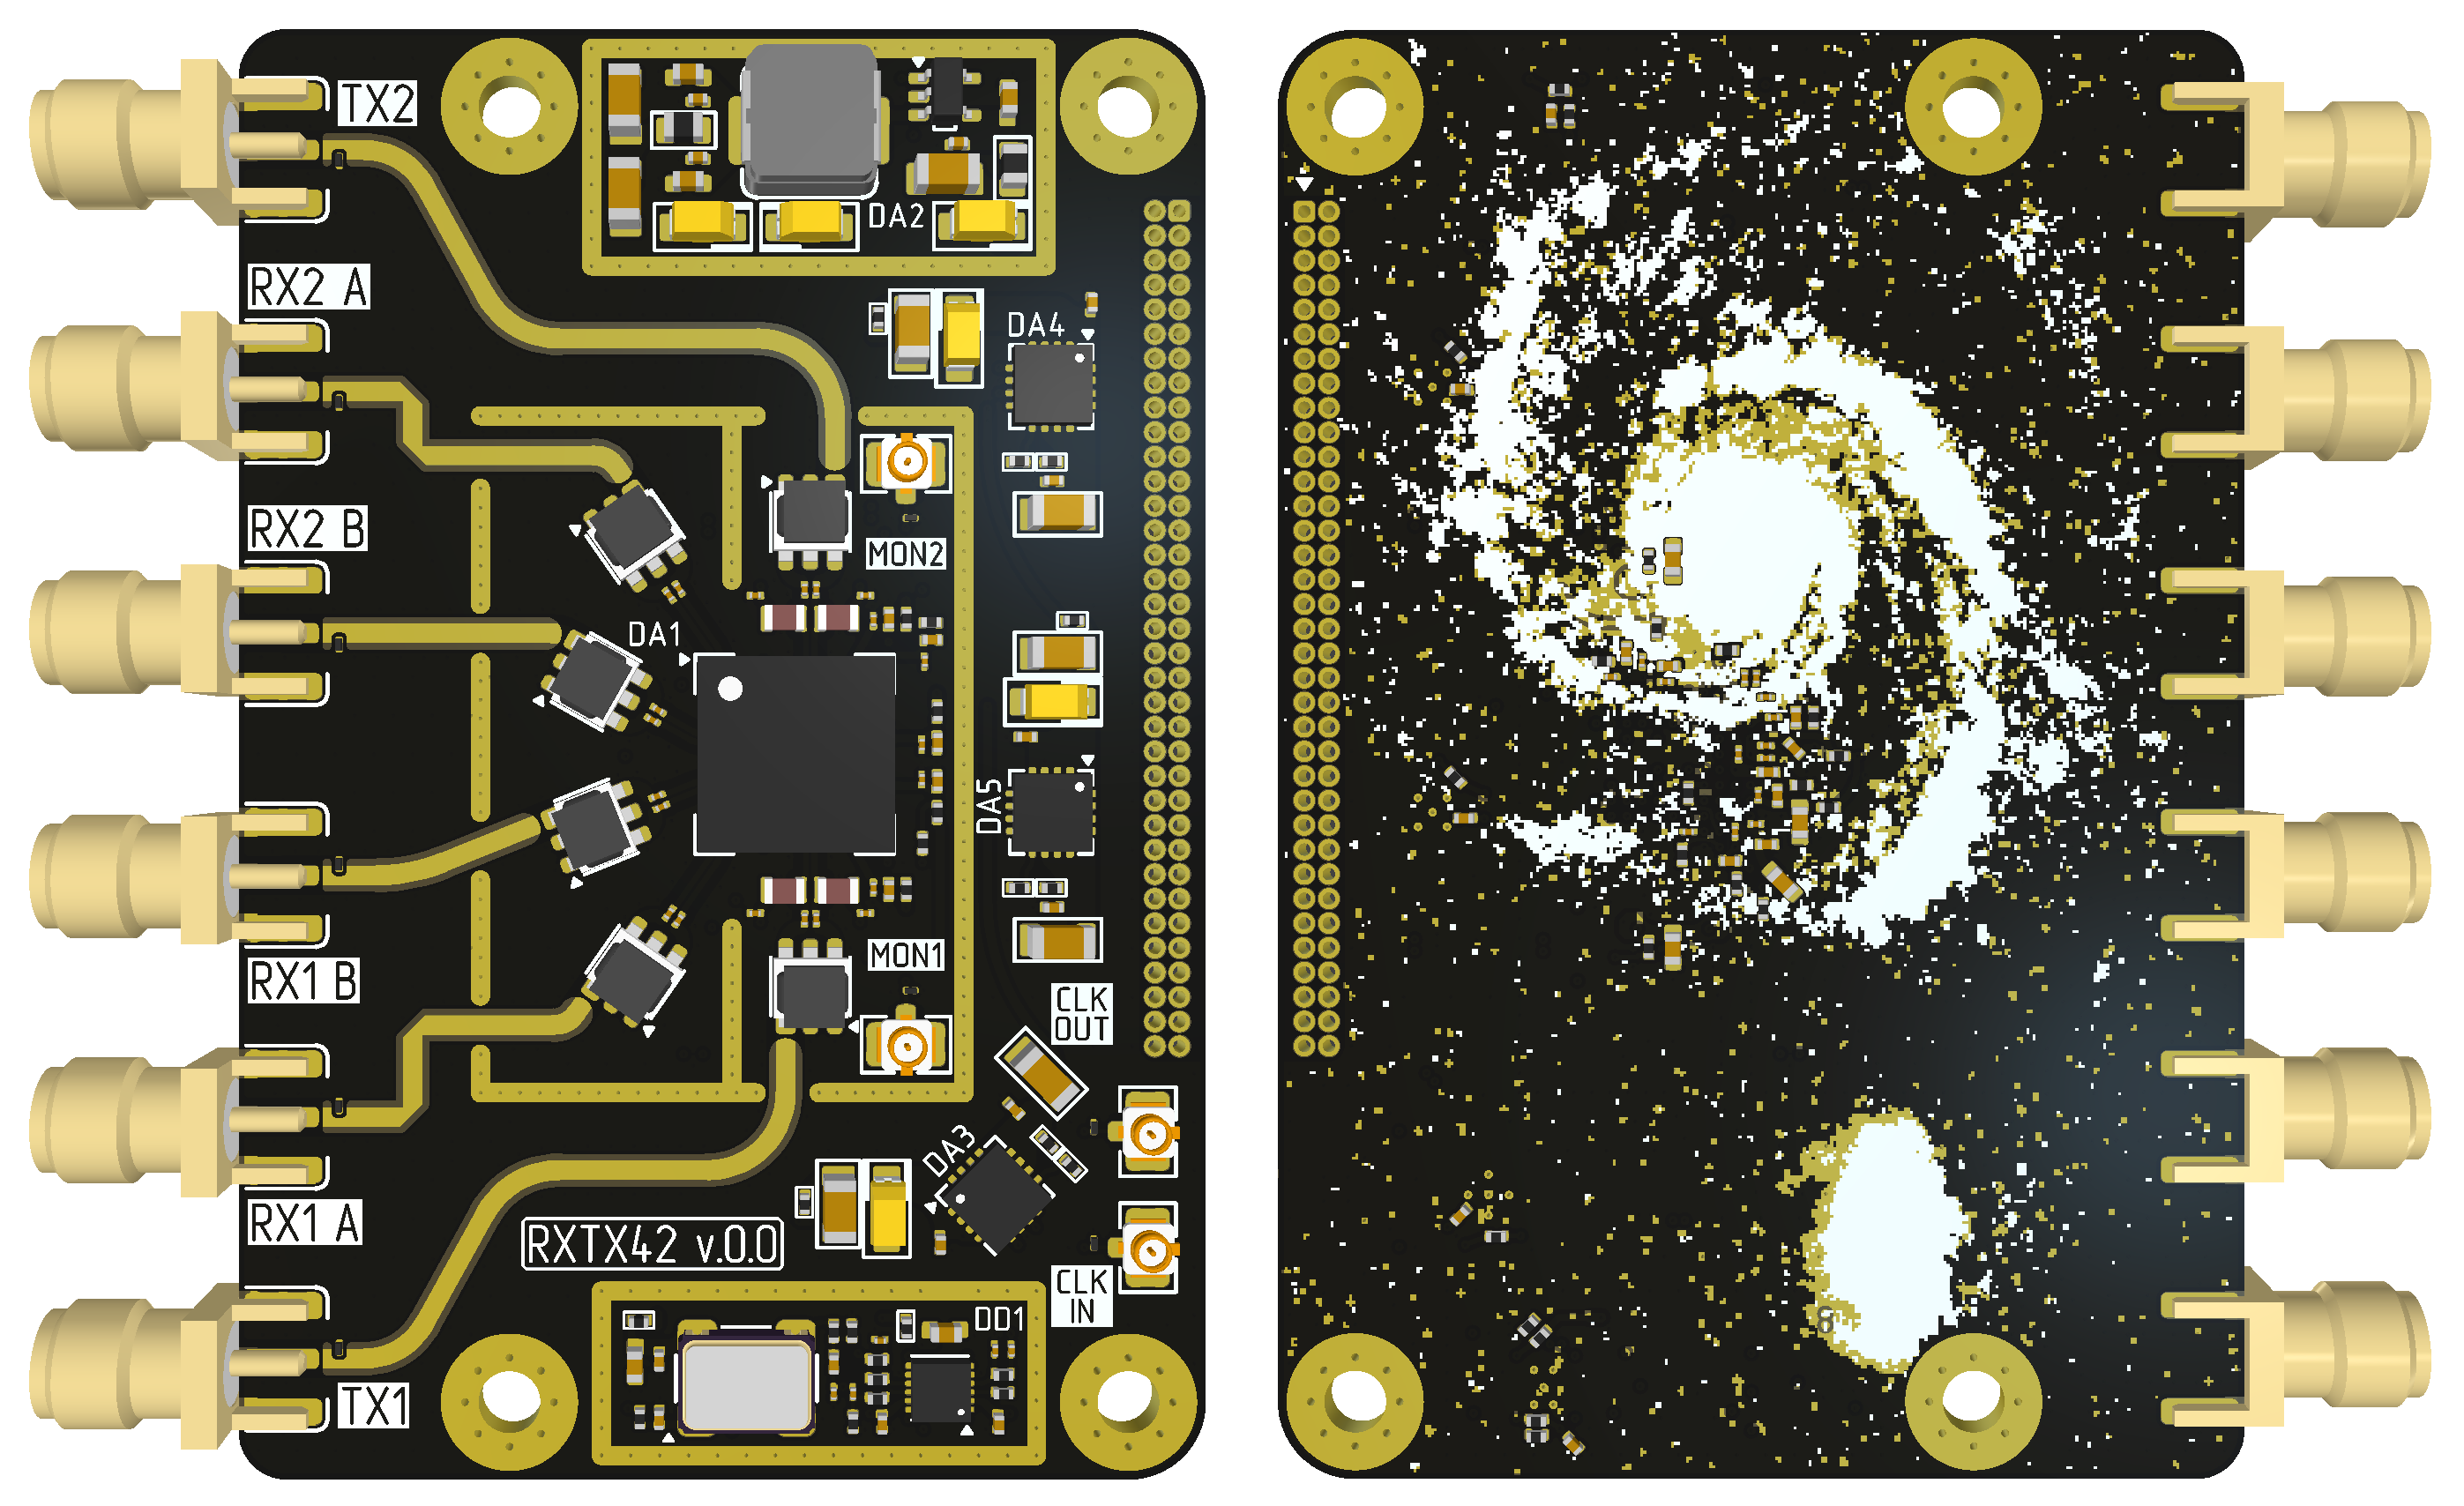 TX2
DA2
RX2 A
DA4
RX2 B
MON2
DA1
DA5
MON1
RX1 B
CLK
OUT
DA3
RX1 A
RXTX42 v.0.0
CLK
IN
DD1
TX1
8